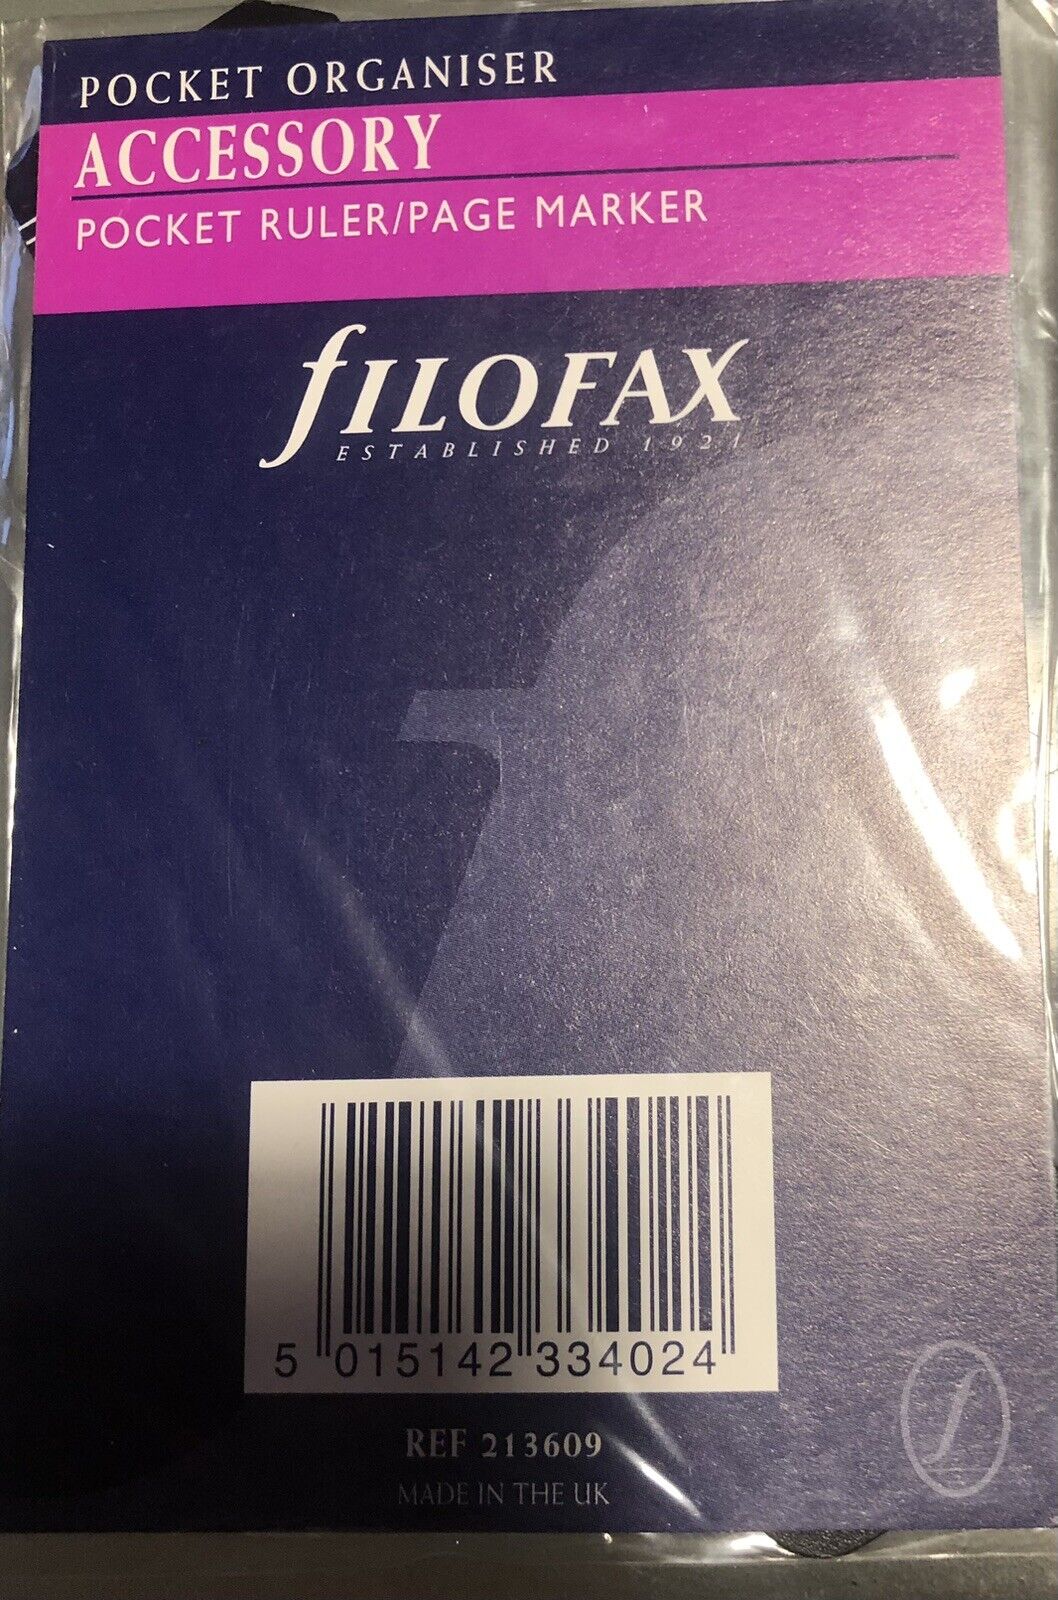 POCKET ORGANISER
ACCESSORY
POCKET RULER/PAGE MARKER
fILOFAX
ESTABLISHED 1921
5 015142 334024
REF 213609
MADE IN THE UK
f